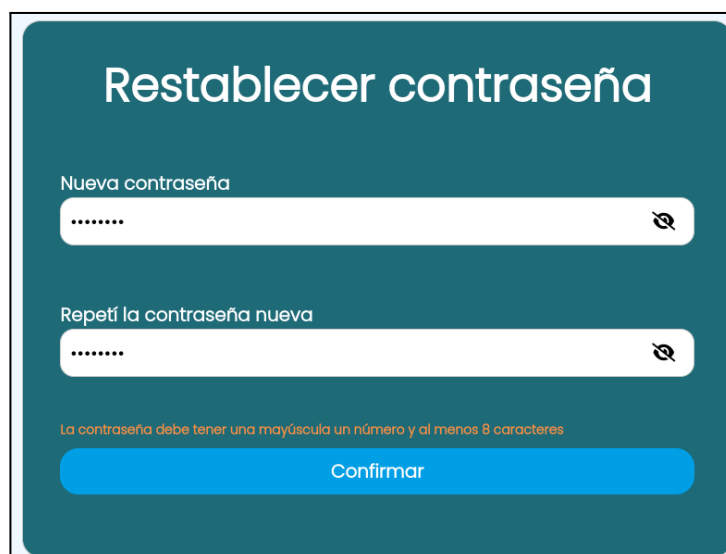 Restablecer contraseña
Nueva contraseña
••••••••
Repetí la contraseña nueva
••••••••
La contraseña debe tener una mayúscula un número y al menos 8 caracteres
Confirmar